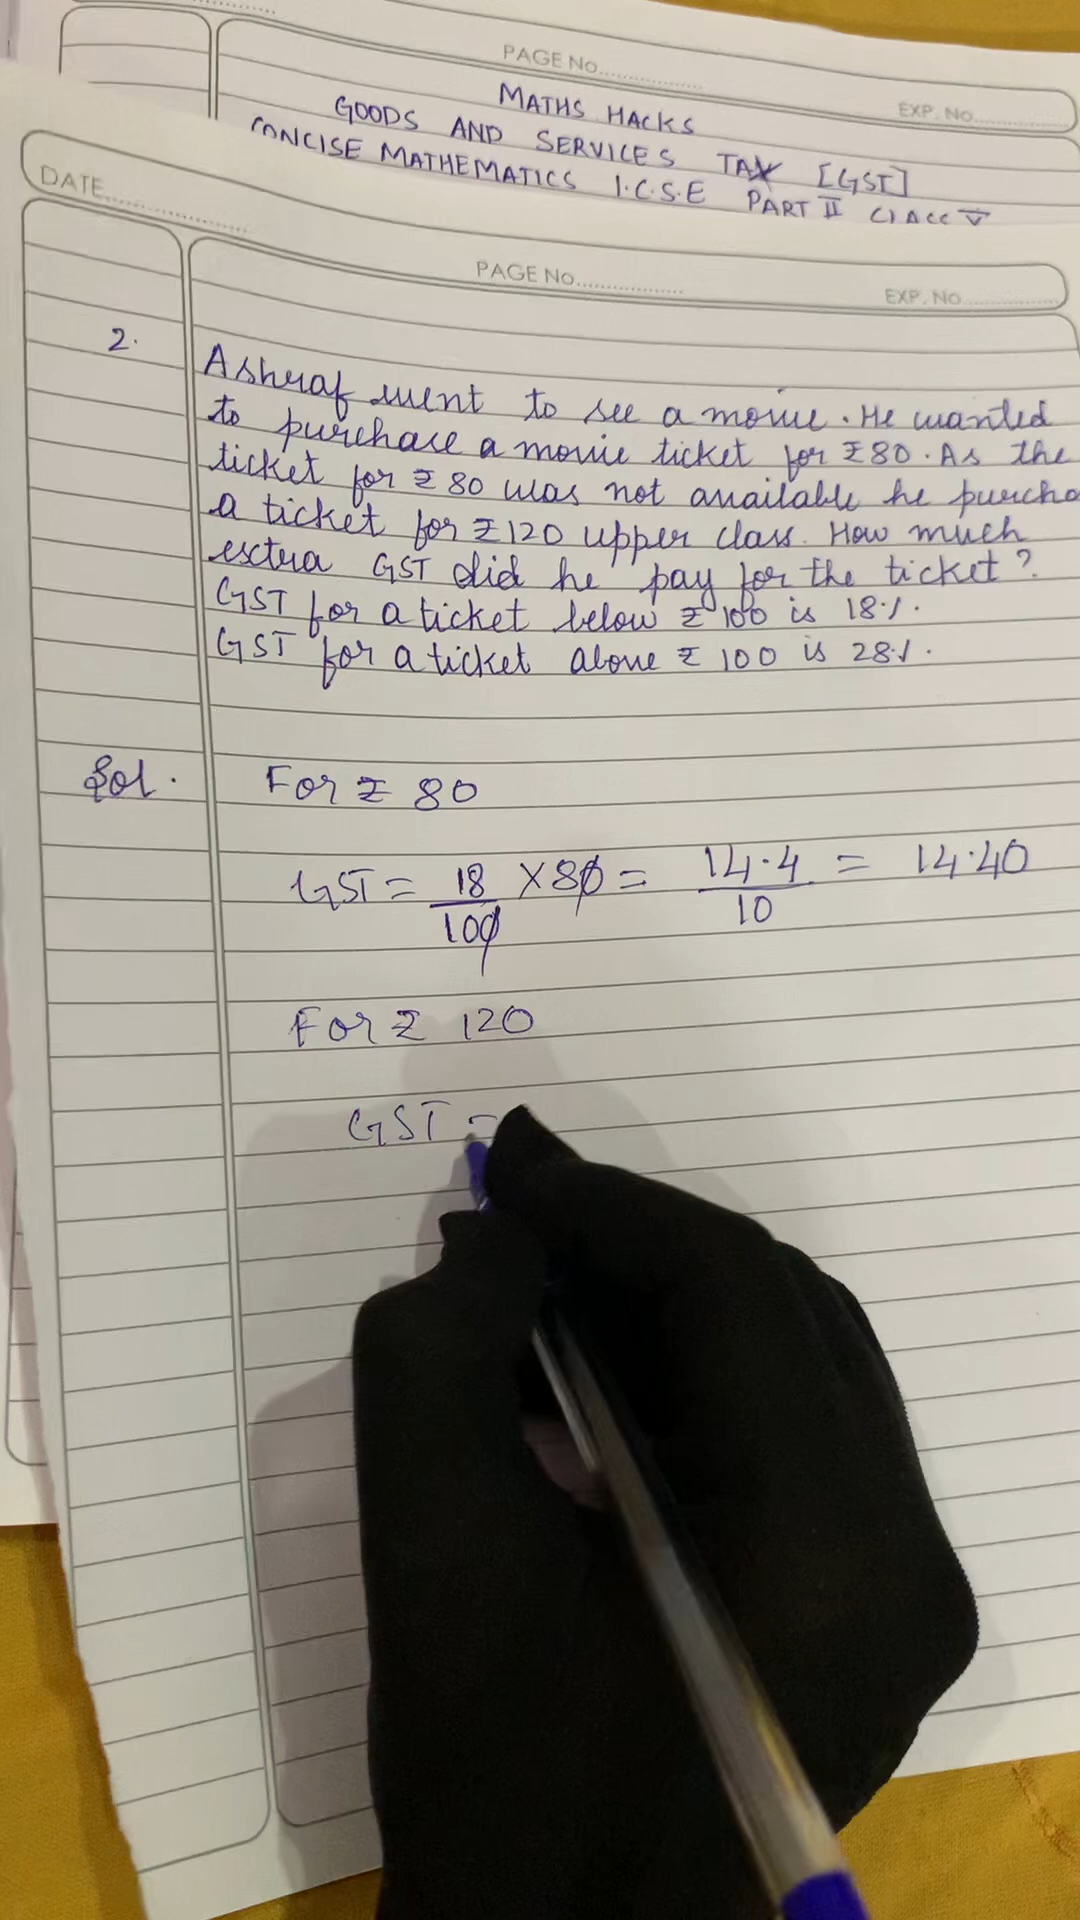 PAGE No.
EXP. No.
MATHS HACKS
GOODS AND SERVICES TAX [GST]
CONCISE MATHEMATICS I.C.S.E PART II CLASS V
DATE
PAGE No.
EXP. No.
2.
Ashraf went to see a movie. He wanted
to purchase a movie ticket for ₹80. As the
ticket for ₹80 was not available he purcha
a ticket for ₹120 upper class. How much
extra GST did he pay for the ticket?
GST for a ticket below ₹100 is 18%.
GST for a ticket above ₹100 is 28%.
Sol. For ₹ 80
GST = 18/100 × 80 = 14.4/10 = 14.40
For ₹ 120
GST =